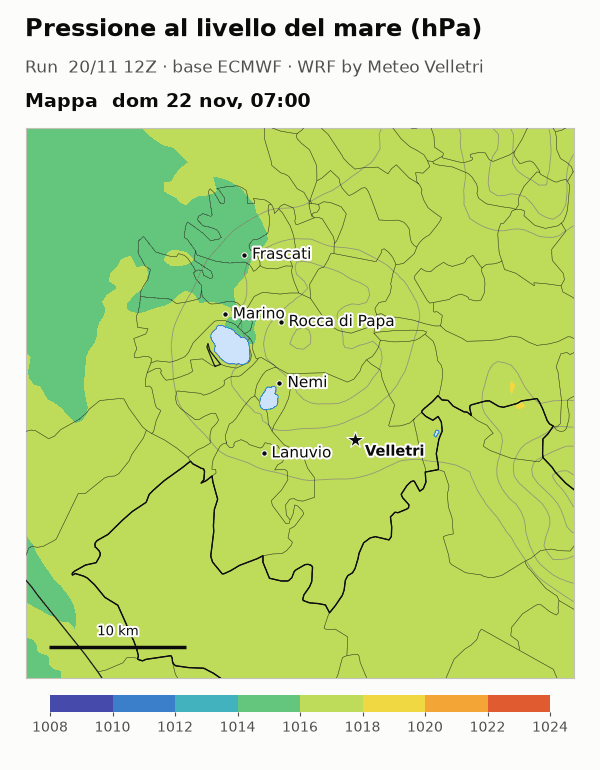 Pressione al livello del mare (hPa)
Run  20/11 12Z · base ECMWF · WRF by Meteo Velletri
Mappa  dom 22 nov, 07:00
Frascati
Marino
Rocca di Papa
Nemi
Velletri
Lanuvio
10 km
1008 1010 1012 1014 1016 1018 1020 1022 1024